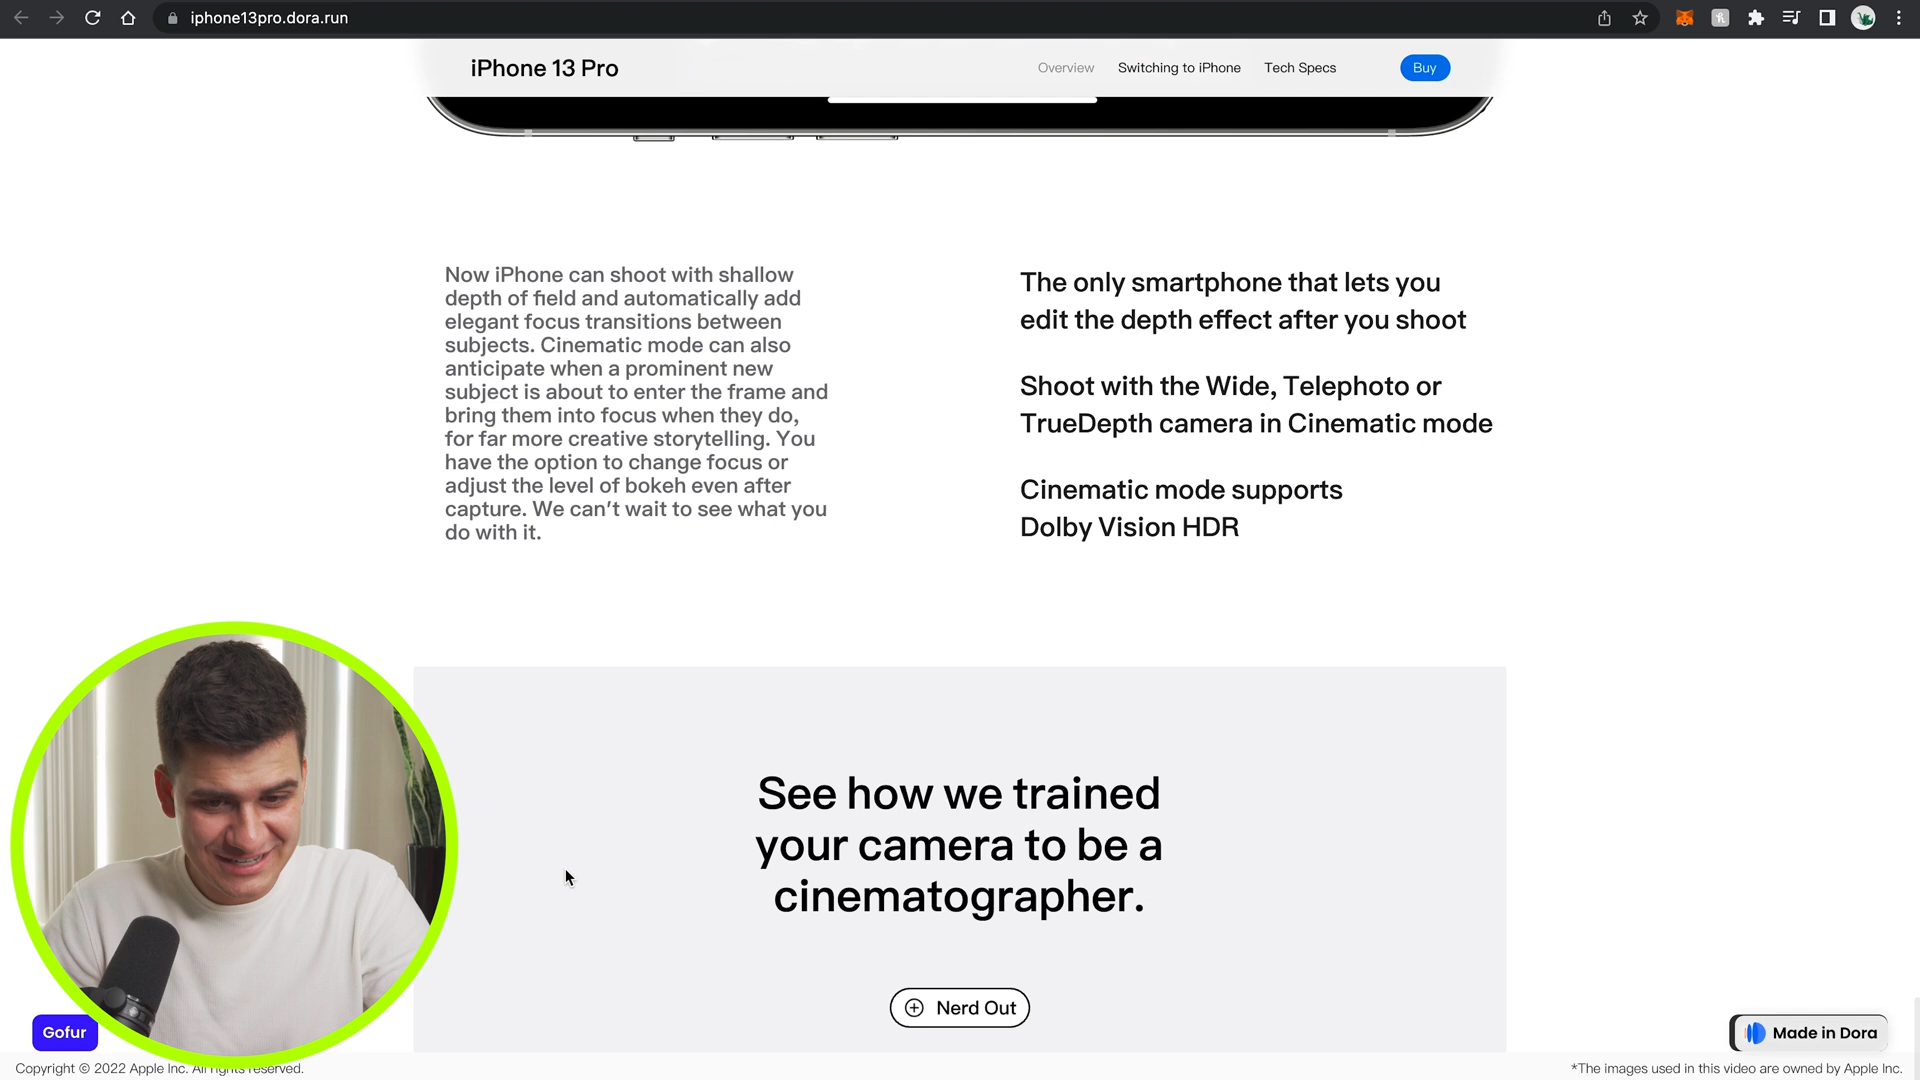 iphone13pro.dora.run
iPhone 13 Pro
Overview
Switching to iPhone
Tech Specs
Buy
Now iPhone can shoot with shallow
depth of field and automatically add
elegant focus transitions between
subjects. Cinematic mode can also
anticipate when a prominent new
subject is about to enter the frame and
bring them into focus when they do,
for far more creative storytelling. You
have the option to change focus or
adjust the level of bokeh even after
capture. We can't wait to see what you
do with it.
The only smartphone that lets you
edit the depth effect after you shoot
Shoot with the Wide, Telephoto or
TrueDepth camera in Cinematic mode
Cinematic mode supports
Dolby Vision HDR
See how we trained
your camera to be a
cinematographer.
Nerd Out
Gofur
Made in Dora
Copyright © 2022 Apple Inc. All rights reserved.
*The images used in this video are owned by Apple Inc.